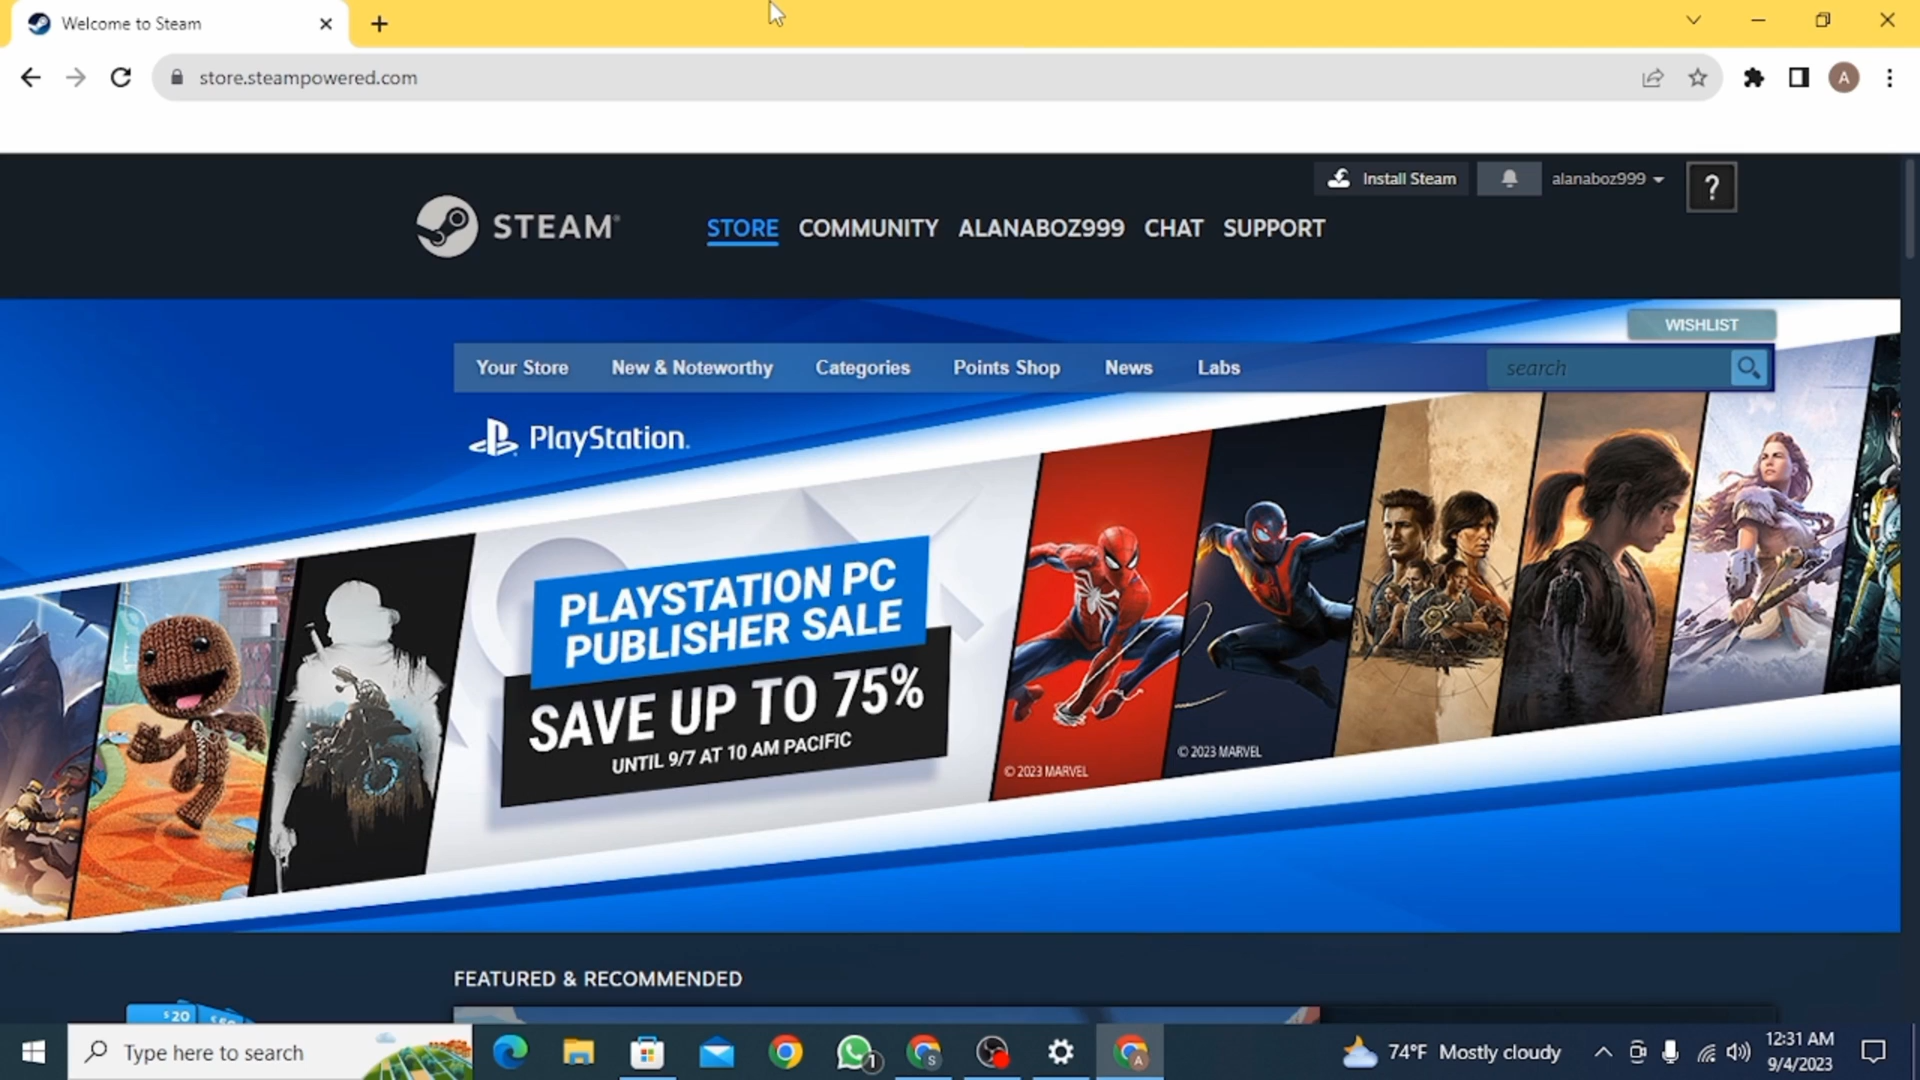 Welcome to Steam
store.steampowered.com
A
Install Steam
alanaboz999
?
STEAM®
STORE
COMMUNITY
ALANABOZ999
CHAT
SUPPORT
WISHLIST
Your Store
New & Noteworthy
Categories
Points Shop
News
Labs
search
PlayStation.
PLAYSTATION PC
PUBLISHER SALE
SAVE UP TO 75%
UNTIL 9/7 AT 10 AM PACIFIC
© 2023 MARVEL
© 2023 MARVEL
FEATURED & RECOMMENDED
$20
Type here to search
1
S
A
74°F Mostly cloudy
12:31 AM
9/4/2023